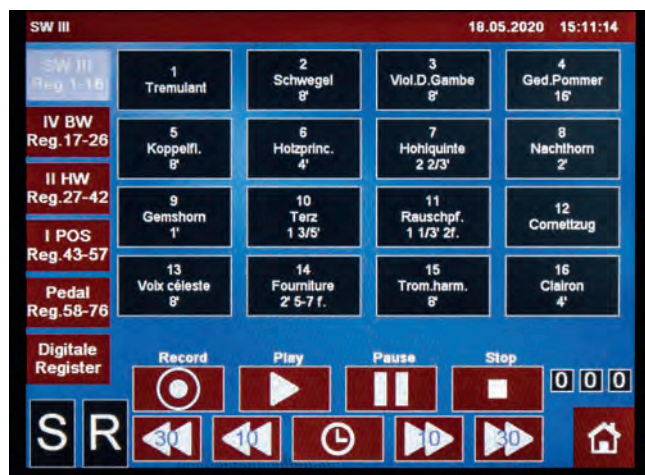 SW III
18.05.2020 15:11:14
SW III
Reg.1-16
IV BW
Reg.17-26
II HW
Reg.27-42
I POS
Reg.43-57
Pedal
Reg.58-76
Digitale
Register
1
Tremulant
2
Schwegel
8'
3
Viol.D.Gambe
8'
4
Ged.Pommer
16'
5
Koppelfl.
8'
6
Holzprinc.
4'
7
Hohlquinte
2 2/3'
8
Nachthorn
2'
9
Gemshorn
1'
10
Terz
1 3/5'
11
Rauschpf.
1 1/3' 2f.
12
Cornettzug
13
Voix céleste
8'
14
Fourniture
2' 5-7 f.
15
Trom.harm.
8'
16
Clairon
4'
Record
Play
Pause
Stop
0 0 0
S R
30
10
10
30